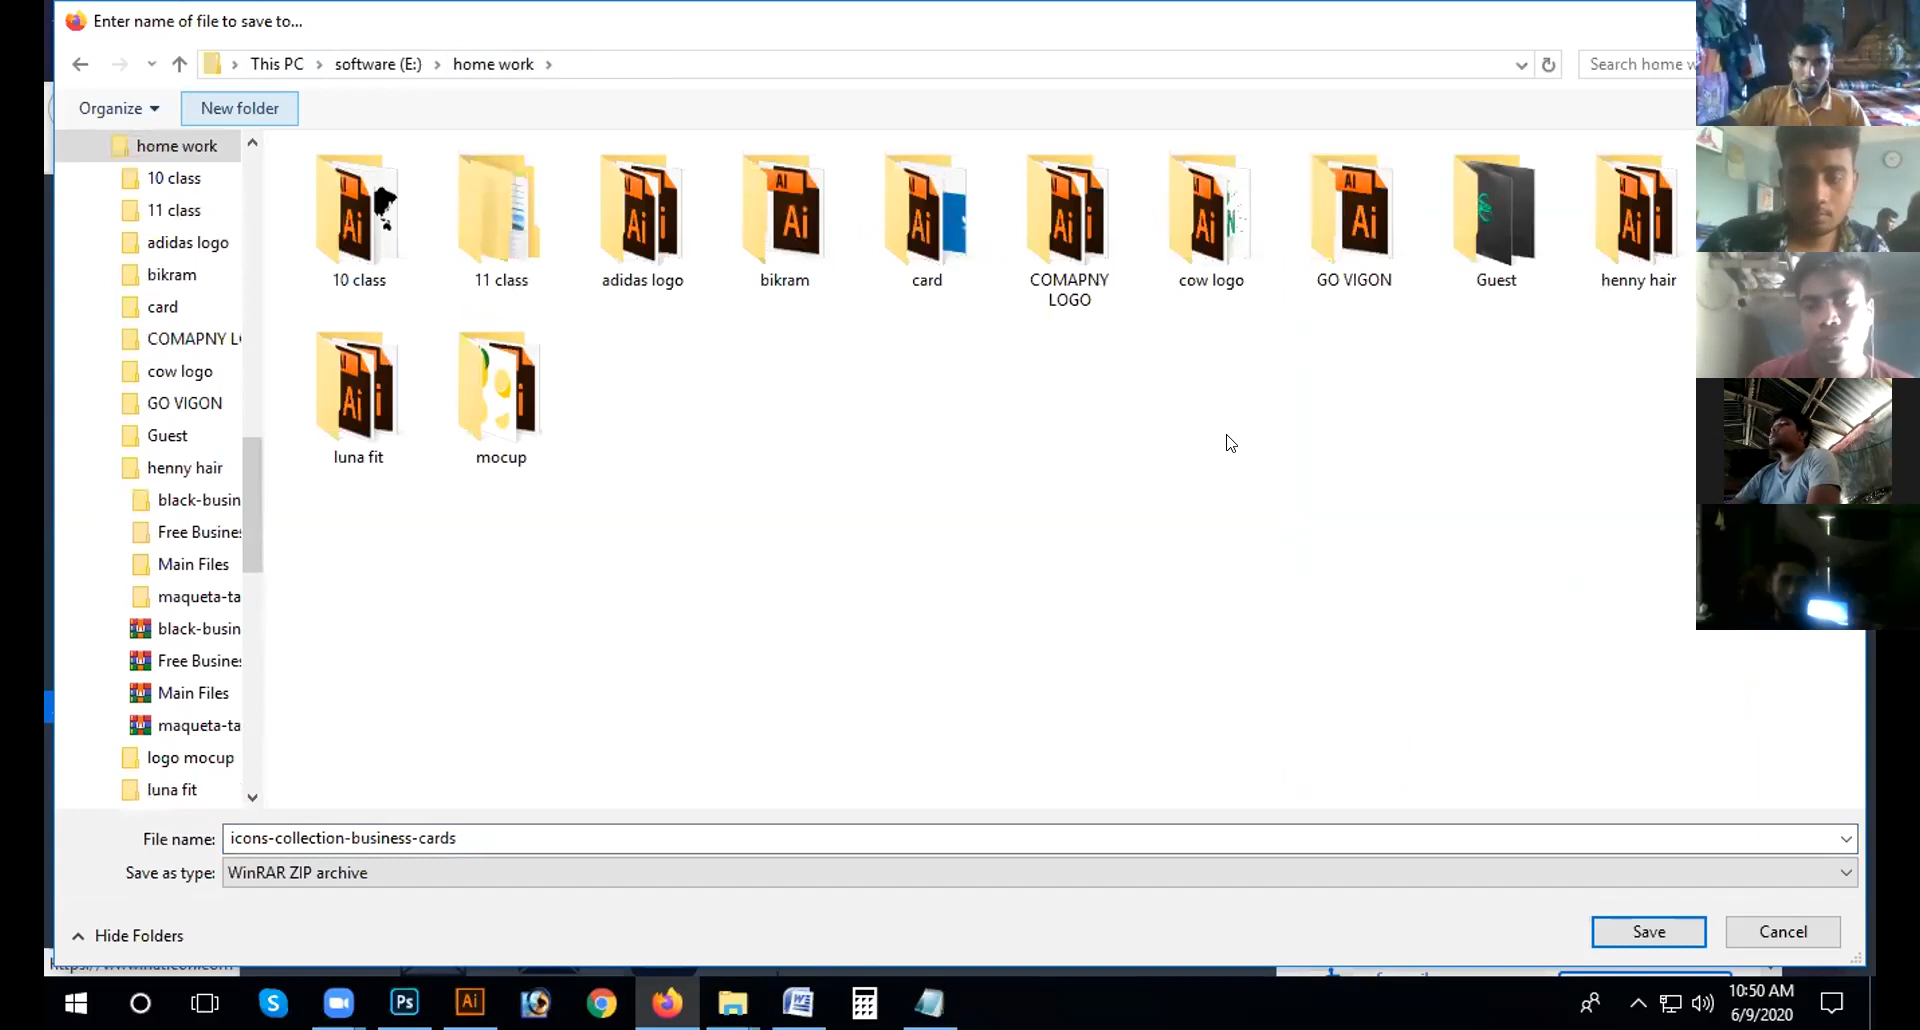 Enter name of file to save to...
This PC
software (E:)
home work
Search home w
Organize
New folder
home work
10 class
11 class
adidas logo
bikram
card
COMAPNY L
cow logo
GO VIGON
Guest
henny hair
black-busin
Free Busine
Main Files
maqueta-ta
black-busin
Free Busine
Main Files
maqueta-ta
logo mocup
luna fit
10 class
11 class
adidas logo
bikram
card
COMAPNY
LOGO
cow logo
GO VIGON
Guest
henny hair
luna fit
mocup
File name:
icons-collection-business-cards
Save as type:
WinRAR ZIP archive
Hide Folders
Save
Cancel
Ps
Ai
10:50 AM
6/9/2020